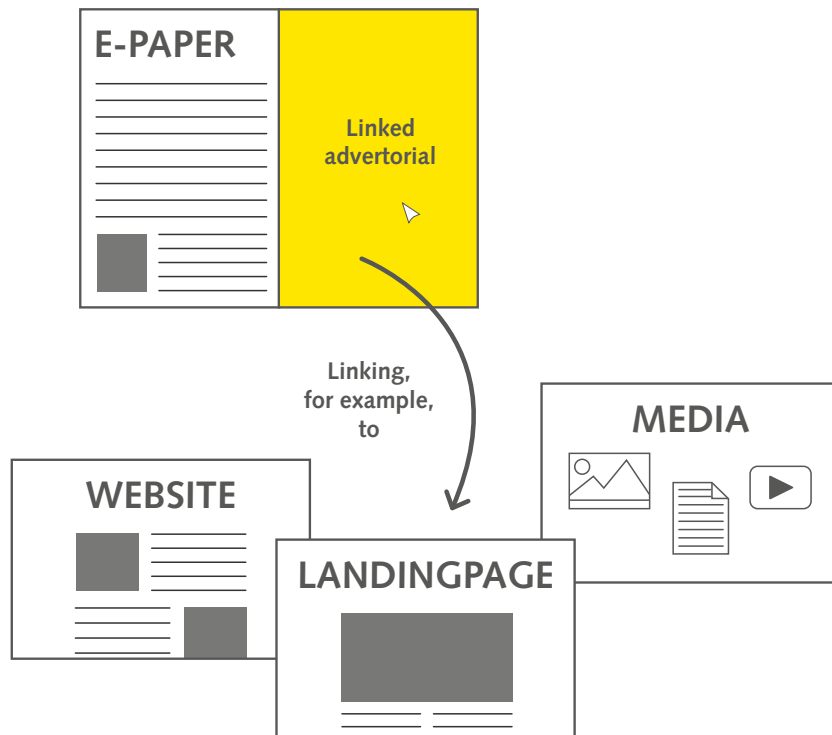 E-PAPER
Linked
advertorial
Linking,
for example,
to
MEDIA
WEBSITE
LANDINGPAGE